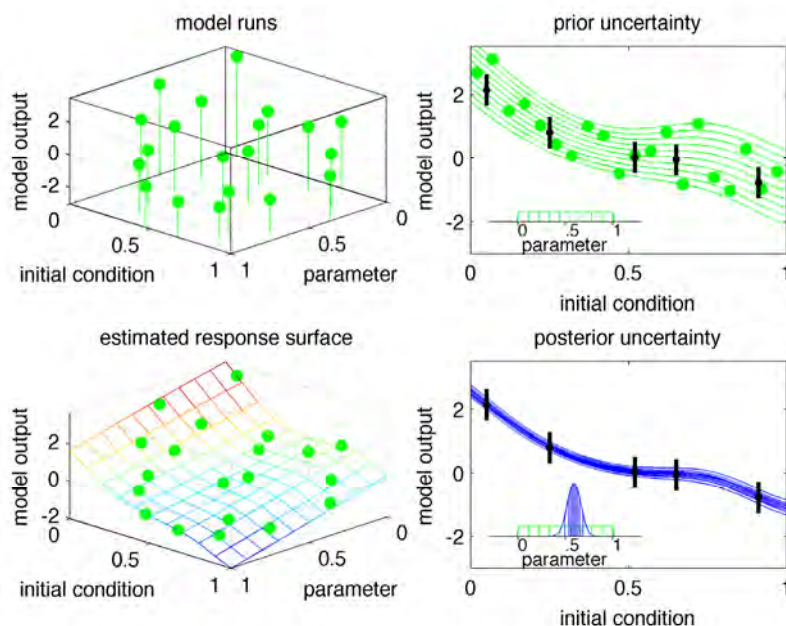 model runs
model output
2
0
-2
0
0.5
1
initial condition
1
0.5
0
parameter
prior uncertainty
model output
2
0
-2
0 .5 1
parameter
0 0.5 1
initial condition
estimated response surface
model output
2
0
-2
0
0.5
1
initial condition
1
0.5
0
parameter
posterior uncertainty
model output
2
0
-2
0 .5 1
parameter
0 0.5 1
initial condition